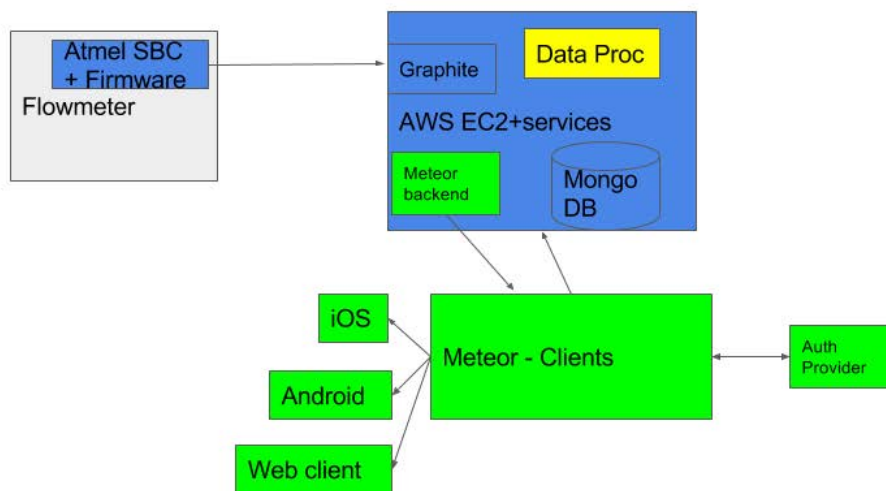 Atmel SBC
+ Firmware
Flowmeter
Graphite
Data Proc
AWS EC2+services
Meteor
backend
Mongo
DB
iOS
Android
Web client
Meteor - Clients
Auth
Provider